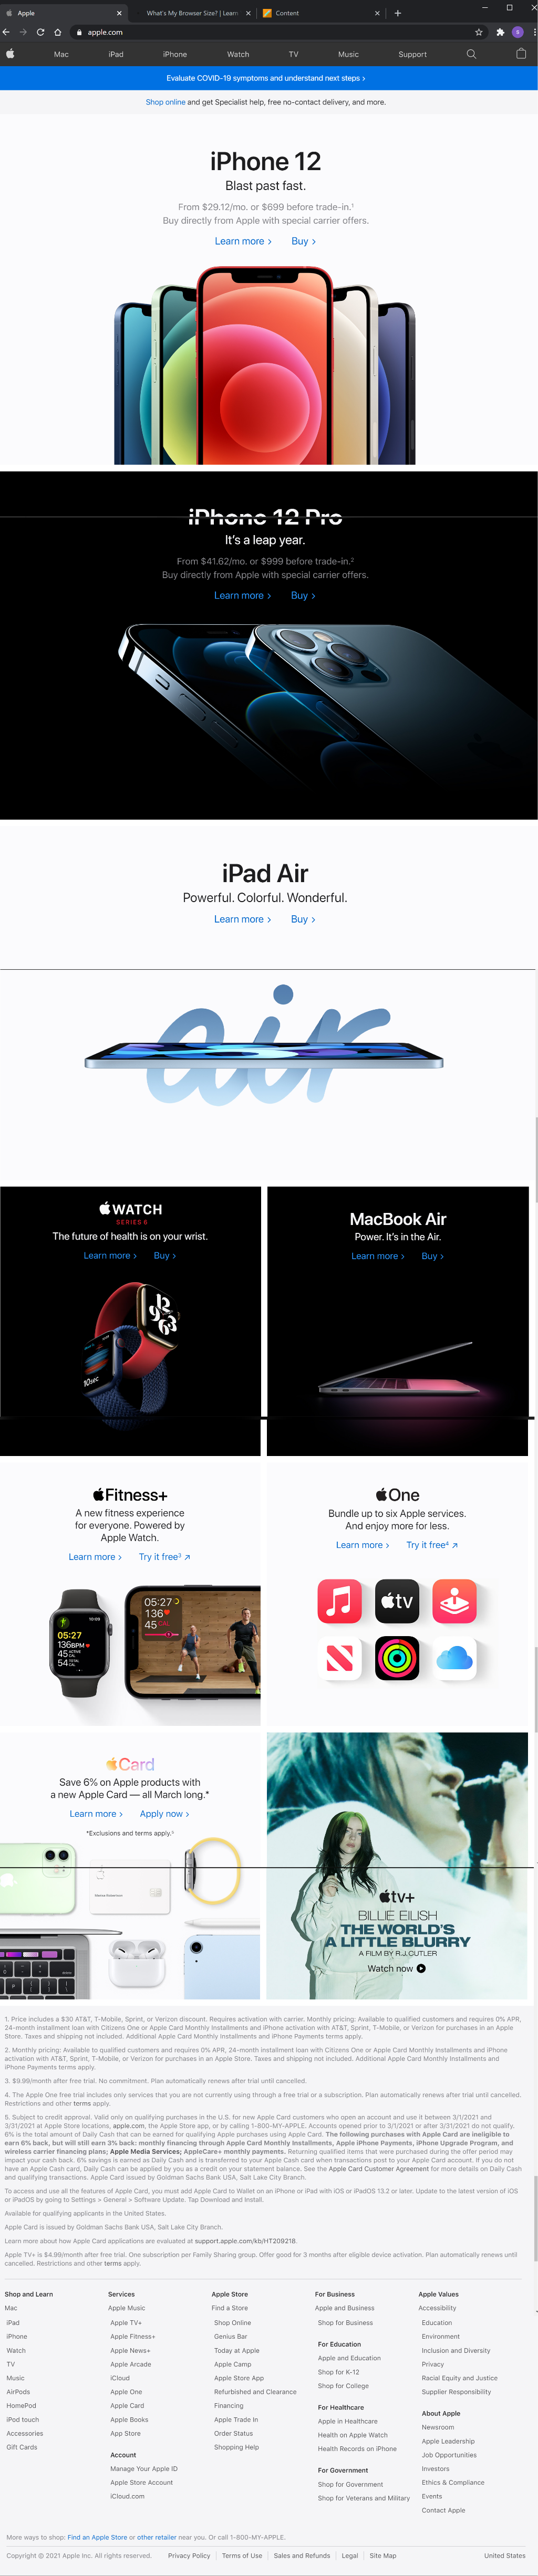 Apple
What's My Browser Size? | Learn
Content
apple.com
S
Mac iPad iPhone Watch TV Music Support
Evaluate COVID-19 symptoms and understand next steps >
Shop online and get Specialist help, free no-contact delivery, and more.
iPhone 12
Blast past fast.
From $29.12/mo. or $699 before trade-in.¹
Buy directly from Apple with special carrier offers.
Learn more > Buy >
iPhone 12 Pro
It's a leap year.
From $41.62/mo. or $999 before trade-in.²
Buy directly from Apple with special carrier offers.
Learn more > Buy >
iPad Air
Powerful. Colorful. Wonderful.
Learn more > Buy >
air
WATCH
SERIES 6
The future of health is on your wrist.
Learn more > Buy >
MacBook Air
Power. It's in the Air.
Learn more > Buy >
Fitness+
A new fitness experience
for everyone. Powered by
Apple Watch.
Learn more > Try it free³ ↗
10:09
05:27
136BPM
45 ACTIVE CAL
54 TOTAL CAL
05:27
136
45 CAL
One
Bundle up to six Apple services.
And enjoy more for less.
Learn more > Try it free⁴ ↗
tv
Card
Save 6% on Apple products with
a new Apple Card — all March long.*
Learn more > Apply now >
*Exclusions and terms apply.⁵
tv+
BILLIE EILISH
THE WORLD'S
A LITTLE BLURRY
A FILM BY R.J. CUTLER
Watch now
1. Price includes a $30 AT&T, T-Mobile, Sprint, or Verizon discount. Requires activation with carrier. Monthly pricing: Available to qualified customers and requires 0% APR,
24-month installment loan with Citizens One or Apple Card Monthly Installments and iPhone activation with AT&T, Sprint, T-Mobile, or Verizon for purchases in an Apple
Store. Taxes and shipping not included. Additional Apple Card Monthly Installments and iPhone Payments terms apply.
2. Monthly pricing: Available to qualified customers and requires 0% APR, 24-month installment loan with Citizens One or Apple Card Monthly Installments and iPhone
activation with AT&T, Sprint, T-Mobile, or Verizon for purchases in an Apple Store. Taxes and shipping not included. Additional Apple Card Monthly Installments and
iPhone Payments terms apply.
3. $9.99/month after free trial. No commitment. Plan automatically renews after trial until cancelled.
4. The Apple One free trial includes only services that you are not currently using through a free trial or a subscription. Plan automatically renews after trial until cancelled.
Restrictions and other terms apply.
5. Subject to credit approval. Valid only on qualifying purchases in the U.S. for new Apple Card customers who open an account and use it between 3/1/2021 and
3/31/2021 at Apple Store locations, apple.com, the Apple Store app, or by calling 1-800-MY-APPLE. Accounts opened prior to 3/1/2021 or after 3/31/2021 do not qualify.
6% is the total amount of Daily Cash that can be earned for qualifying Apple purchases using Apple Card. The following purchases with Apple Card are ineligible to
earn 6% back, but will still earn 3% back: monthly financing through Apple Card Monthly Installments, Apple iPhone Payments, iPhone Upgrade Program, and
wireless carrier financing plans; Apple Media Services; AppleCare+ monthly payments. Returning qualified items that were purchased during the offer period may
impact your cash back. 6% savings is earned as Daily Cash and is transferred to your Apple Cash card when transactions post to your Apple Card account. If you do not
have an Apple Cash card, Daily Cash can be applied by you as a credit on your statement balance. See the Apple Card Customer Agreement for more details on Daily Cash
and qualifying transactions. Apple Card issued by Goldman Sachs Bank USA, Salt Lake City Branch.
To access and use all the features of Apple Card, you must add Apple Card to Wallet on an iPhone or iPad with iOS or iPadOS 13.2 or later. Update to the latest version of iOS
or iPadOS by going to Settings > General > Software Update. Tap Download and Install.
Available for qualifying applicants in the United States.
Apple Card is issued by Goldman Sachs Bank USA, Salt Lake City Branch.
Learn more about how Apple Card applications are evaluated at support.apple.com/kb/HT209218.
Apple TV+ is $4.99/month after free trial. One subscription per Family Sharing group. Offer good for 3 months after eligible device activation. Plan automatically renews until
cancelled. Restrictions and other terms apply.
Shop and Learn
Mac
iPad
iPhone
Watch
TV
Music
AirPods
HomePod
iPod touch
Accessories
Gift Cards
Services
Apple Music
Apple TV+
Apple Fitness+
Apple News+
Apple Arcade
iCloud
Apple One
Apple Card
Apple Books
App Store
Account
Manage Your Apple ID
Apple Store Account
iCloud.com
Apple Store
Find a Store
Shop Online
Genius Bar
Today at Apple
Apple Camp
Apple Store App
Refurbished and Clearance
Financing
Apple Trade In
Order Status
Shopping Help
For Business
Apple and Business
Shop for Business
For Education
Apple and Education
Shop for K-12
Shop for College
For Healthcare
Apple in Healthcare
Health on Apple Watch
Health Records on iPhone
For Government
Shop for Government
Shop for Veterans and Military
Apple Values
Accessibility
Education
Environment
Inclusion and Diversity
Privacy
Racial Equity and Justice
Supplier Responsibility
About Apple
Newsroom
Apple Leadership
Job Opportunities
Investors
Ethics & Compliance
Events
Contact Apple
More ways to shop: Find an Apple Store or other retailer near you. Or call 1-800-MY-APPLE.
Copyright © 2021 Apple Inc. All rights reserved. Privacy Policy | Terms of Use | Sales and Refunds | Legal | Site Map United States